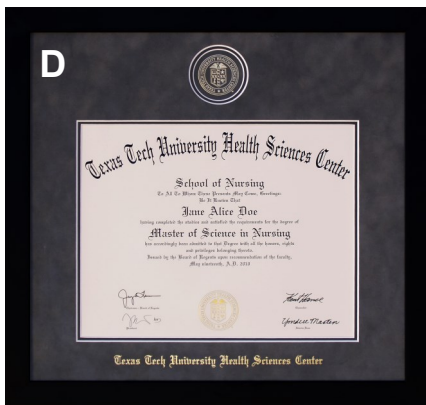 D
Texas Tech University Health Sciences Center
School of Nursing
To All To Whom These Presents May Come, Greetings:
Be It Known That
Jane Alice Doe
having completed the studies and satisfied the requirements for the degree of
Master of Science in Nursing
has accordingly been admitted to that Degree with all the honors, rights
and privileges belonging thereto.
Issued by the Board of Regents upon recommendation of the faculty,
May nineteenth, A.D. 2018
Texas Tech University Health Sciences Center